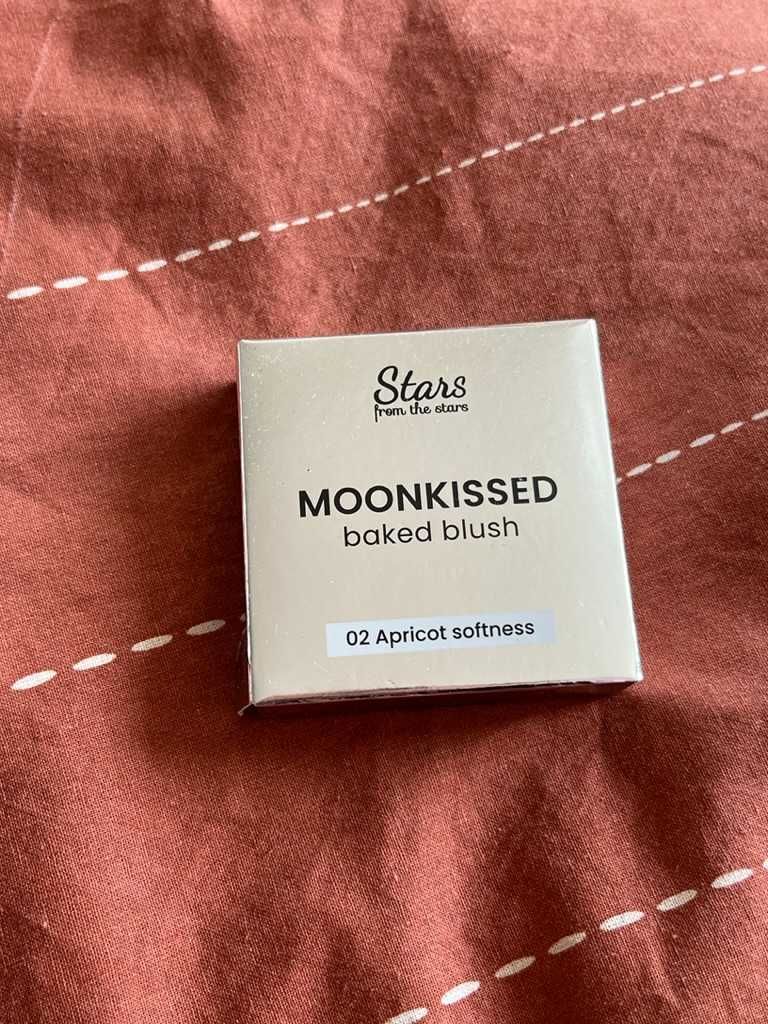 Stars
from the stars
MOONKISSED
baked blush
02 Apricot softness